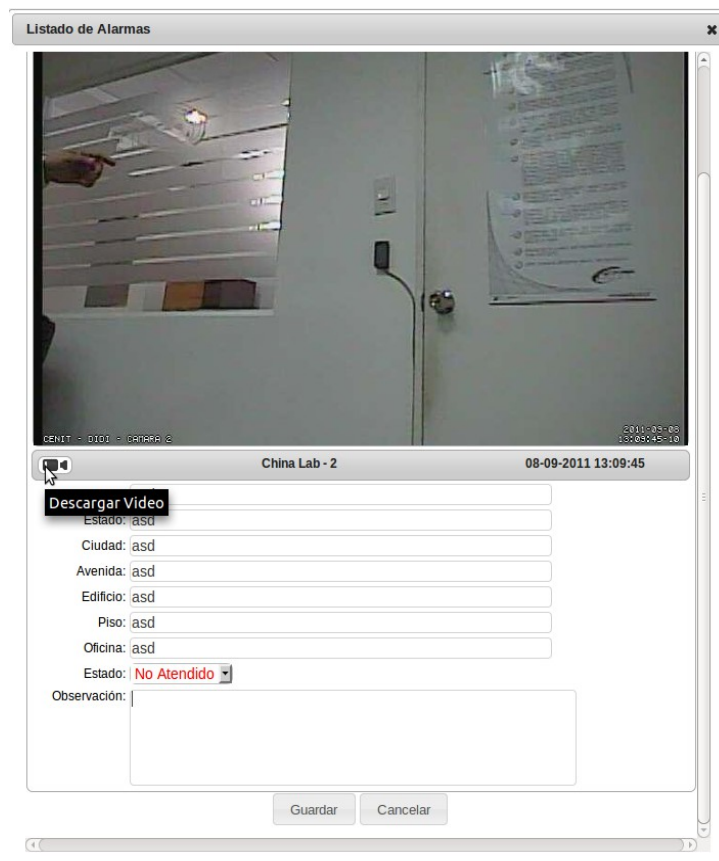 Listado de Alarmas
CENIT - DIDI - CAMARA 2
2011-09-08
13:09:45-10
China Lab - 2 08-09-2011 13:09:45
Descargar Video
Estado: asd
Ciudad: asd
Avenida: asd
Edificio: asd
Piso: asd
Oficina: asd
Estado: No Atendido
Observación:
Guardar Cancelar